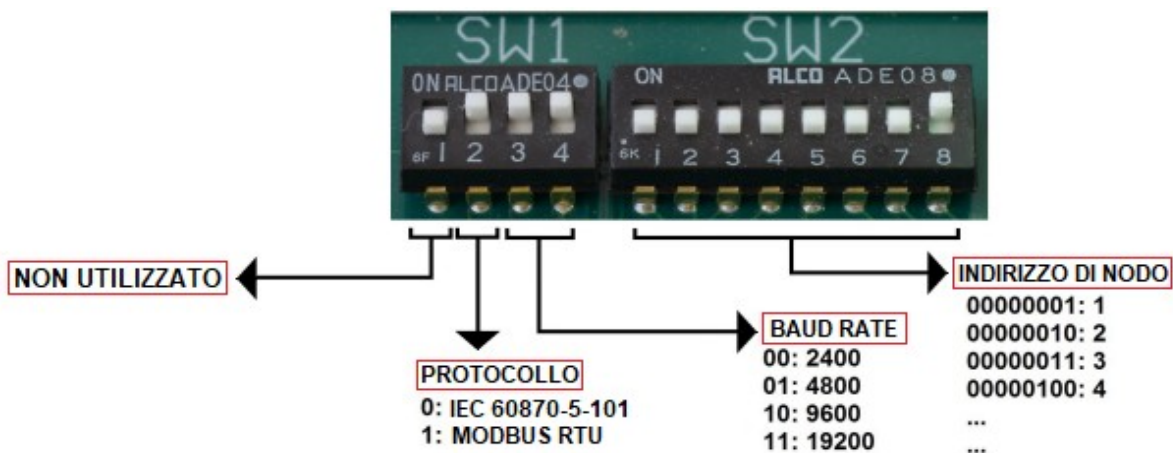 SW1 SW2
ON ALCO ADE04
6F 1 2 3 4
ON ALCO ADE08
6K 1 2 3 4 5 6 7 8
NON UTILIZZATO
PROTOCOLLO
0: IEC 60870-5-101
1: MODBUS RTU
BAUD RATE
00: 2400
01: 4800
10: 9600
11: 19200
INDIRIZZO DI NODO
00000001: 1
00000010: 2
00000011: 3
00000100: 4
...
...